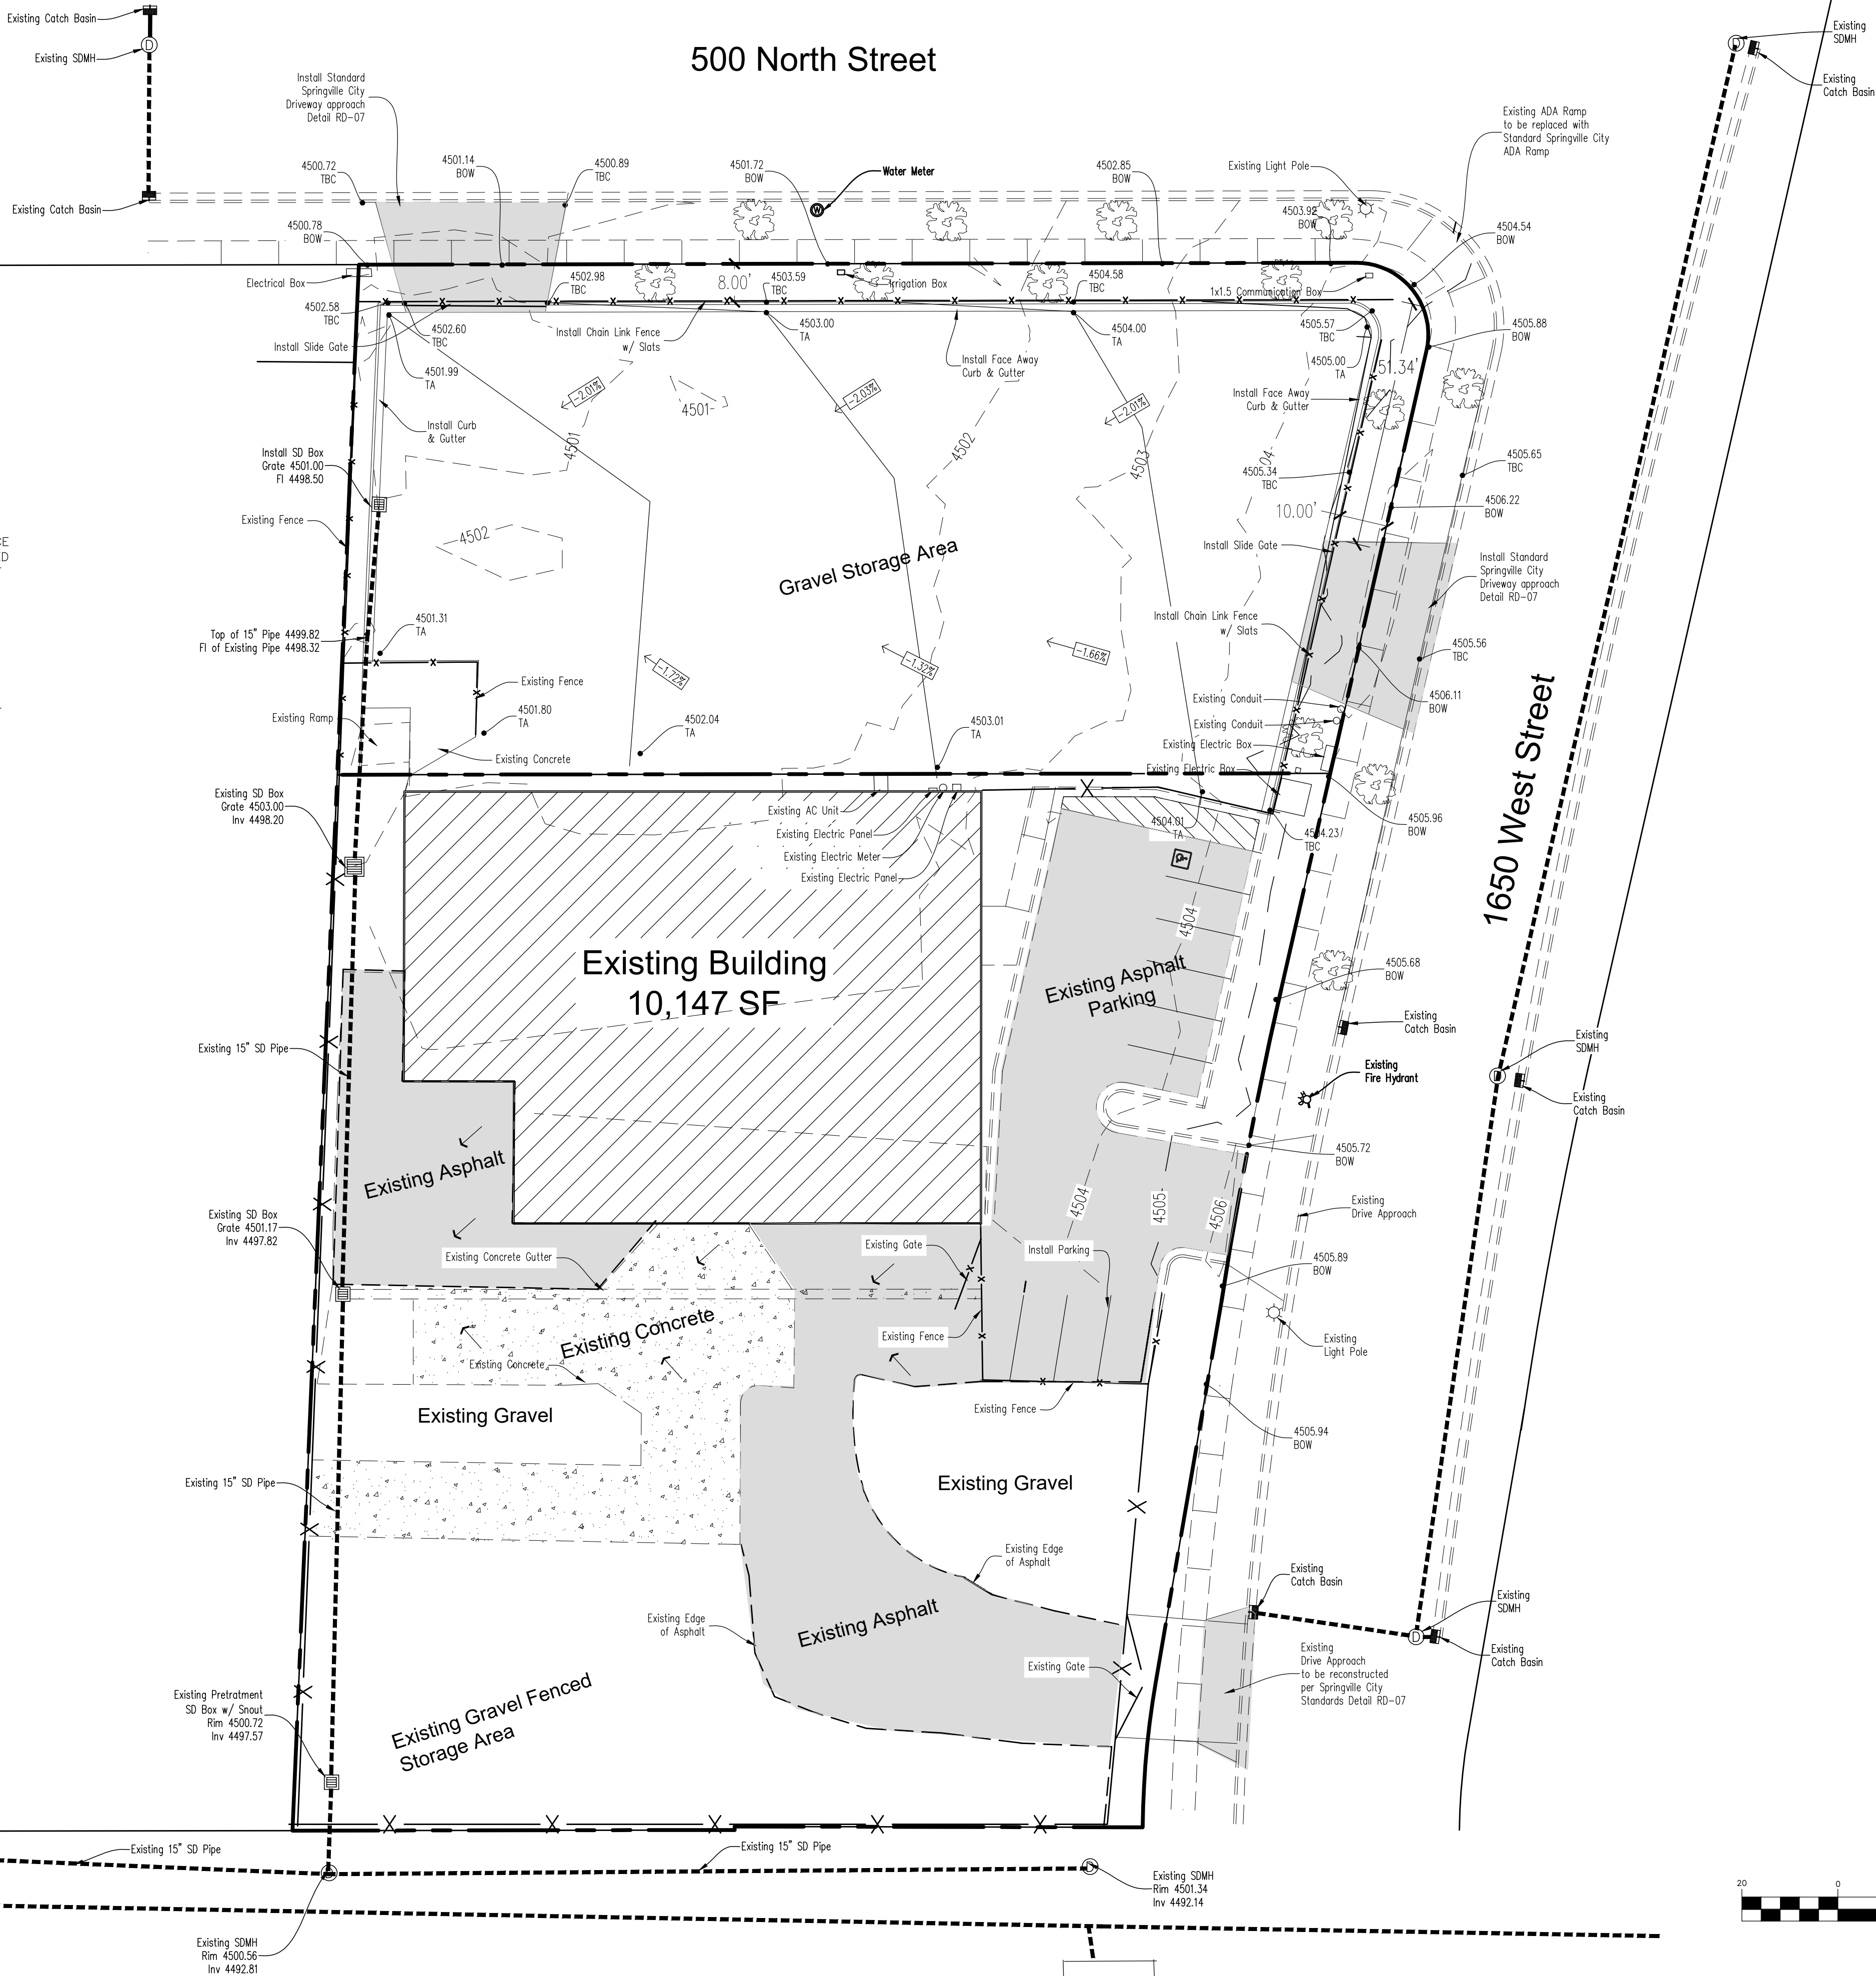 Existing Catch Basin
Existing SDMH
Existing Catch Basin
500 North Street
Install Standard
Springville City
Driveway approach
Detail RD-07
Existing
SDMH
Existing
Catch Basin
Existing ADA Ramp
to be replaced with
Standard Springville City
ADA Ramp
4500.72
TBC
4501.14
BOW
4500.89
TBC
4501.72
BOW
Water Meter
W
4502.85
BOW
Existing Light Pole
4503.92
BOW
4504.54
BOW
4500.78
BOW
Electrical Box
4502.58
TBC
4502.60
TBC
Install Slide Gate
4501.99
TA
4502.98
TBC
8.00'
4503.59
TBC
Irrigation Box
4504.58
TBC
1x1.5 Communication Box
Install Chain Link Fence
w/ Slats
4503.00
TA
Install Face Away
Curb & Gutter
4504.00
TA
4505.57
TBC
4505.00
TA
51.34'
4505.88
BOW
Install Face Away
Curb & Gutter
-2.01%
-2.03%
-2.01%
4501
4501
4502
4503
Install Curb
& Gutter
Install SD Box
Grate 4501.00
Fl 4498.50
Existing Fence
4502
4505.34
TBC
10.00'
4505.65
TBC
4506.22
BOW
Install Slide Gate
Install Standard
Springville City
Driveway approach
Detail RD-07
Gravel Storage Area
Top of 15" Pipe 4499.82
Fl of Existing Pipe 4498.32
4501.31
TA
Install Chain Link Fence
w/ Slats
4505.56
TBC
-1.72%
-1.32%
-1.66%
Existing Fence
Existing Ramp
4501.80
TA
4502.04
TA
4503.01
TA
Existing Conduit
Existing Conduit
4506.11
BOW
Existing Concrete
Existing Electric Box
Existing Electric Box
1650 West Street
Existing SD Box
Grate 4503.00
Inv 4498.20
Existing AC Unit
Existing Electric Panel
Existing Electric Meter
Existing Electric Panel
4504.01
TA
4504.23
TBC
4505.96
BOW
Existing Building
10,147 SF
4504
Existing Asphalt
Parking
4505.68
BOW
Existing
Catch Basin
Existing
Fire Hydrant
Existing
SDMH
Existing
Catch Basin
Existing 15" SD Pipe
4505.72
BOW
Existing Asphalt
4504
4505
4506
Existing
Drive Approach
Existing SD Box
Grate 4501.17
Inv 4497.82
Existing Concrete Gutter
Existing Gate
Install Parking
4505.89
BOW
Existing Concrete
Existing Fence
Existing
Light Pole
Existing Concrete
Existing Gravel
Existing Fence
4505.94
BOW
Existing 15" SD Pipe
Existing Gravel
Existing Edge
of Asphalt
Existing
Catch Basin
Existing
SDMH
Existing
Catch Basin
Existing Edge
of Asphalt
Existing Asphalt
Existing Gate
Existing
Drive Approach
to be reconstructed
per Springville City
Standards Detail RD-07
Existing Pretratment
SD Box w/ Snout
Rim 4500.72
Inv 4497.57
Existing Gravel Fenced
Storage Area
Existing 15" SD Pipe
Existing 15" SD Pipe
Existing SDMH
Rim 4501.34
Inv 4492.14
Existing SDMH
Rim 4500.56
Inv 4492.81
20
0